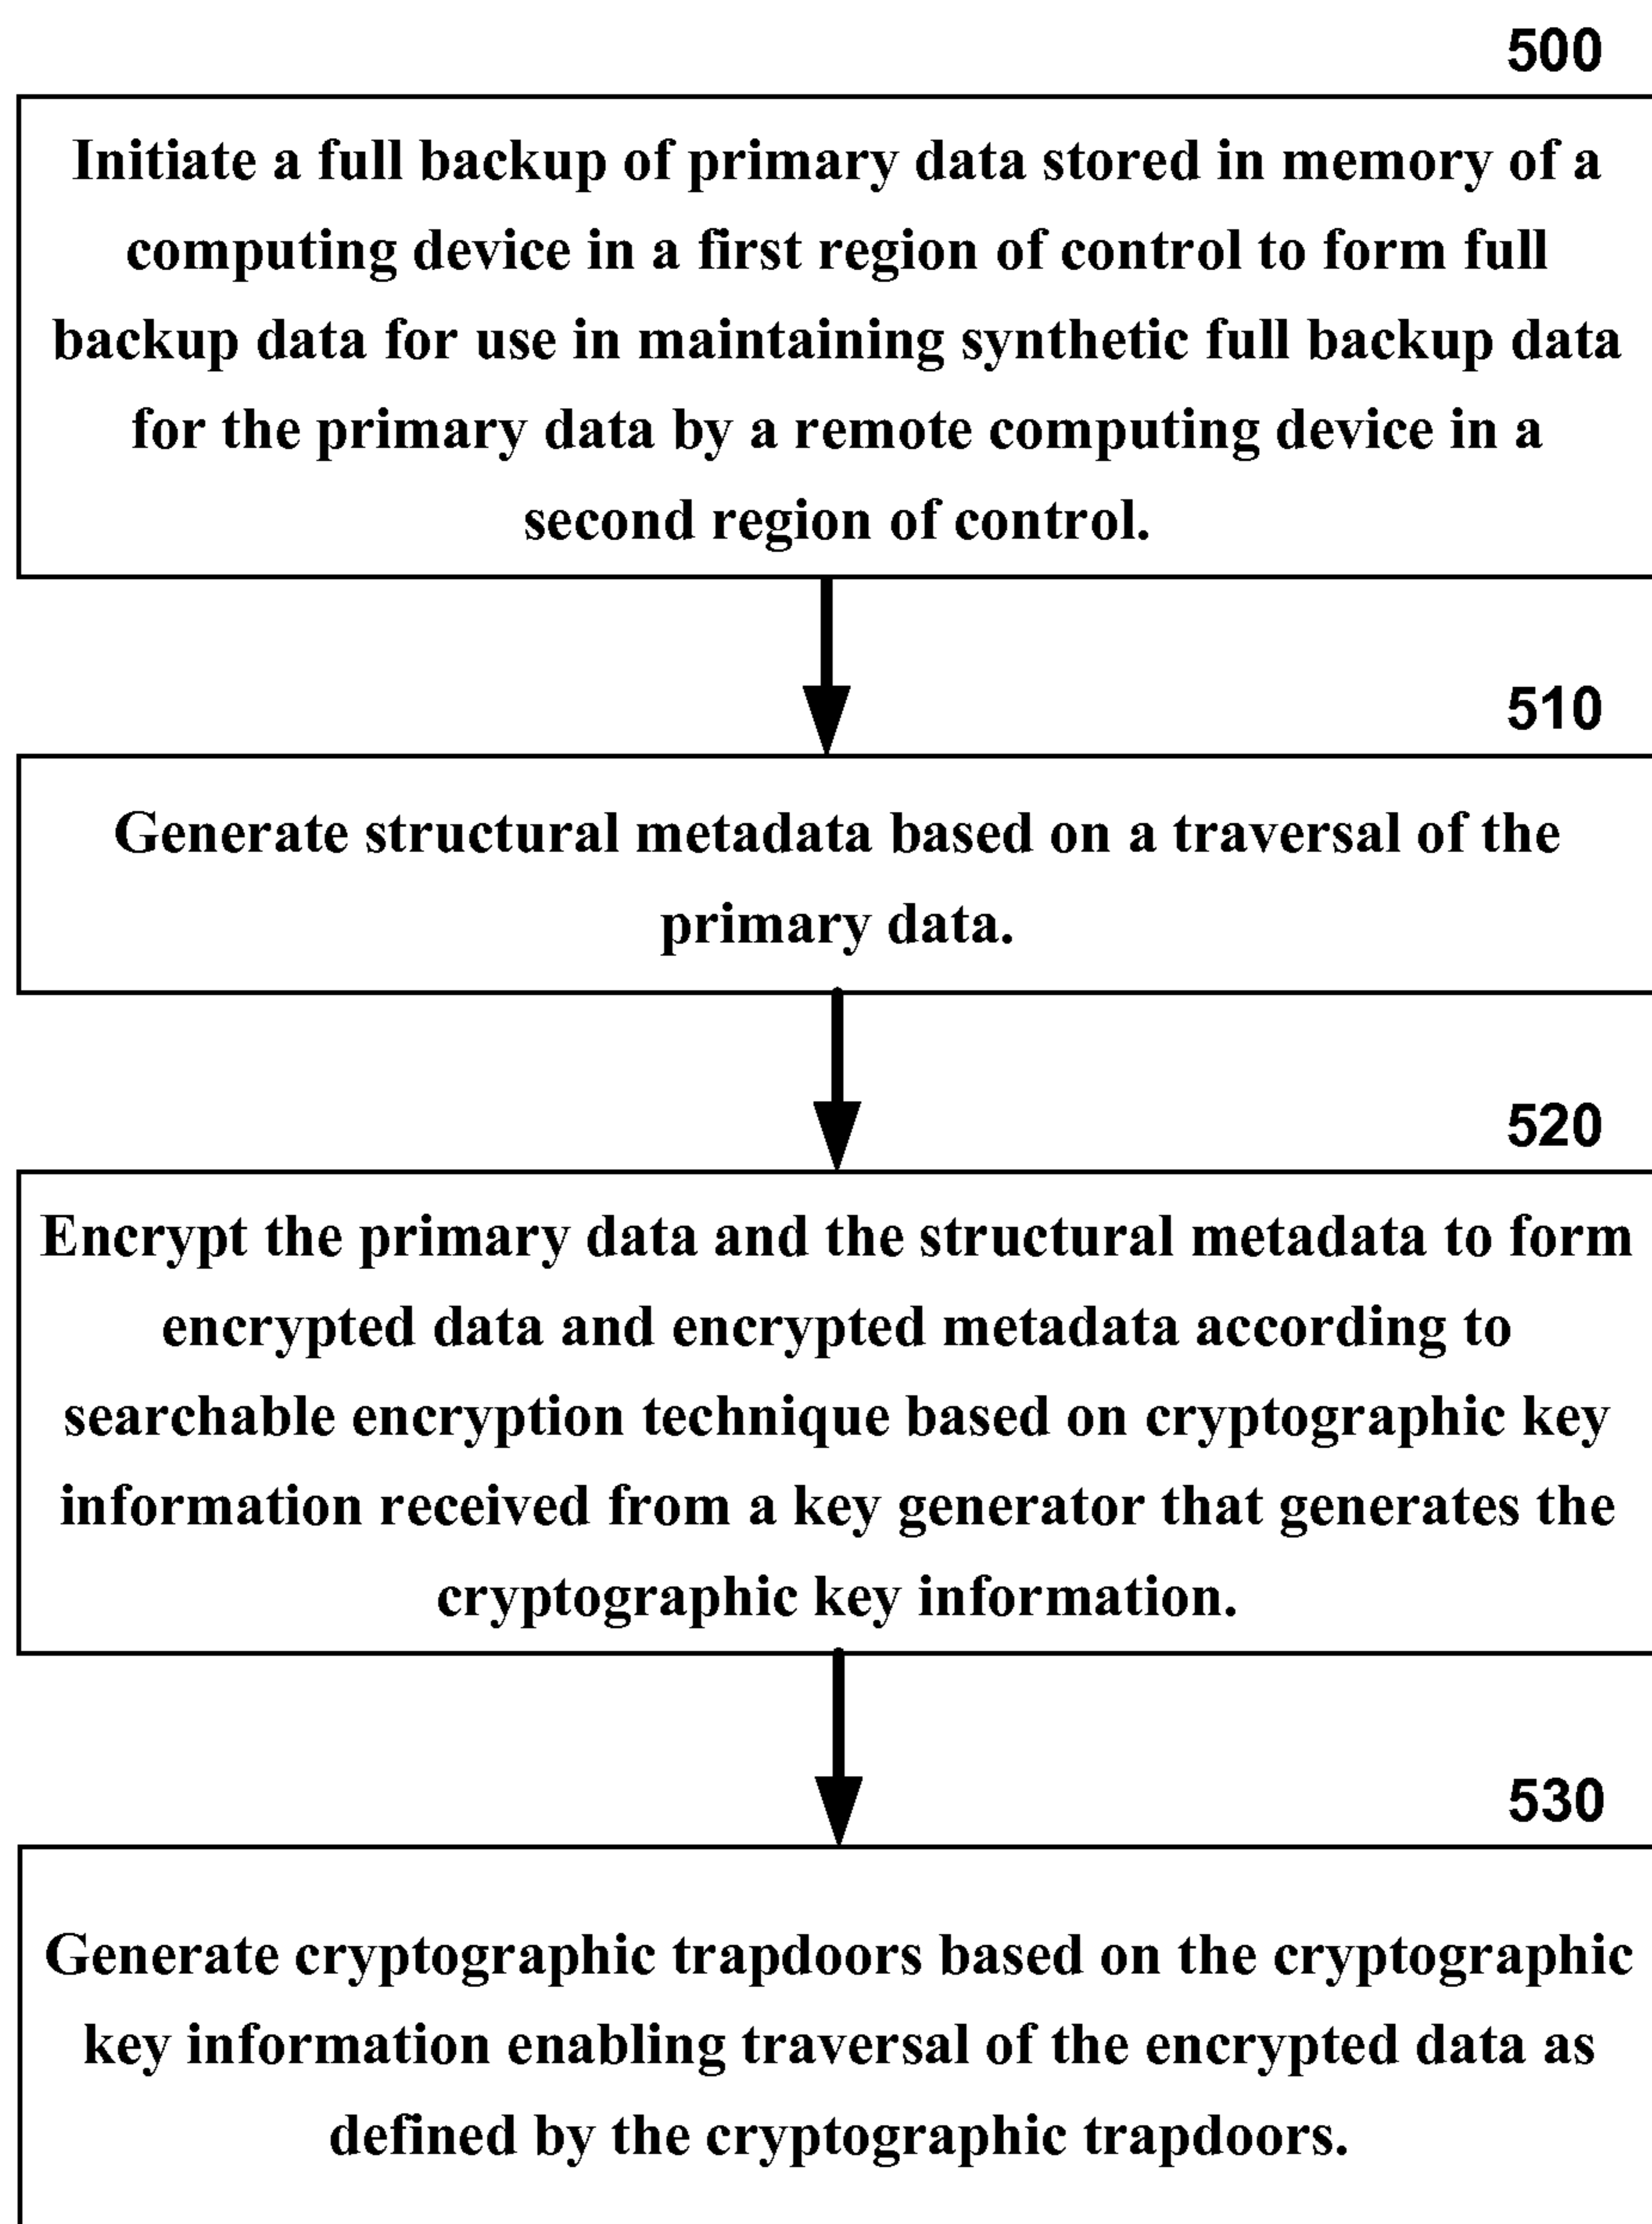 500
Initiate a full backup of primary data stored in memory of a
computing device in a first region of control to form full
backup data for use in maintaining synthetic full backup data
for the primary data by a remote computing device in a
second region of control.
510
Generate structural metadata based on a traversal of the
primary data.
520
Encrypt the primary data and the structural metadata to form
encrypted data and encrypted metadata according to
searchable encryption technique based on cryptographic key
information received from a key generator that generates the
cryptographic key information.
530
Generate cryptographic trapdoors based on the cryptographic
key information enabling traversal of the encrypted data as
defined by the cryptographic trapdoors.